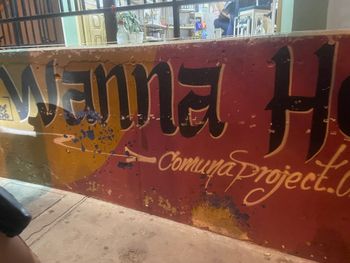 Wanna H
Comuna Project.